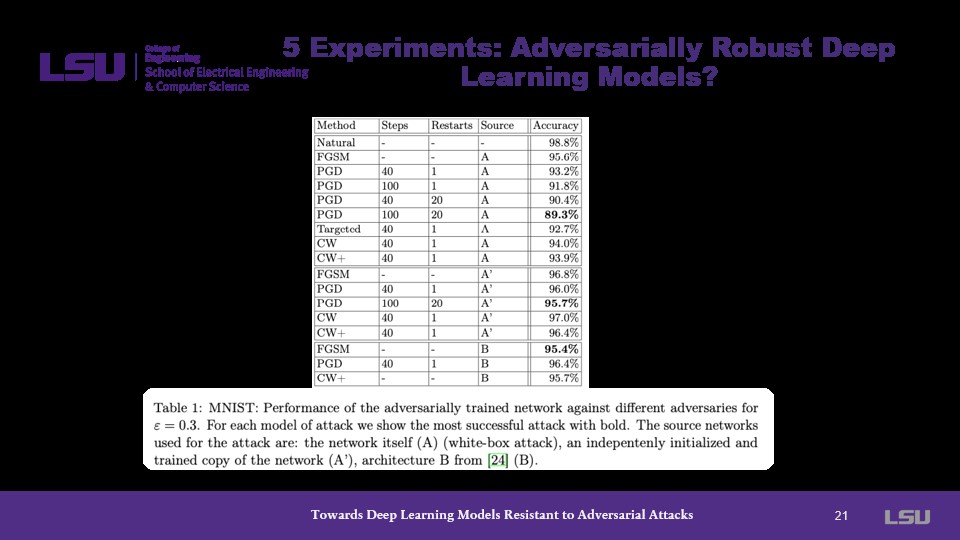 LSU
College of
Engineering
School of Electrical Engineering
& Computer Science
5 Experiments: Adversarially Robust Deep
Learning Models?
Method Steps Restarts Source Accuracy
Natural - - - 98.8%
FGSM - - A 95.6%
PGD 40 1 A 93.2%
PGD 100 1 A 91.8%
PGD 40 20 A 90.4%
PGD 100 20 A 89.3%
Targeted 40 1 A 92.7%
CW 40 1 A 94.0%
CW+ 40 1 A 93.9%
FGSM - - A' 96.8%
PGD 40 1 A' 96.0%
PGD 100 20 A' 95.7%
CW 40 1 A' 97.0%
CW+ 40 1 A' 96.4%
FGSM - - B 95.4%
PGD 40 1 B 96.4%
CW+ - - B 95.7%
Table 1: MNIST: Performance of the adversarially trained network against different adversaries for
ε = 0.3. For each model of attack we show the most successful attack with bold. The source networks
used for the attack are: the network itself (A) (white-box attack), an indepentenly initialized and
trained copy of the network (A'), architecture B from [24] (B).
Towards Deep Learning Models Resistant to Adversarial Attacks
21
LSU